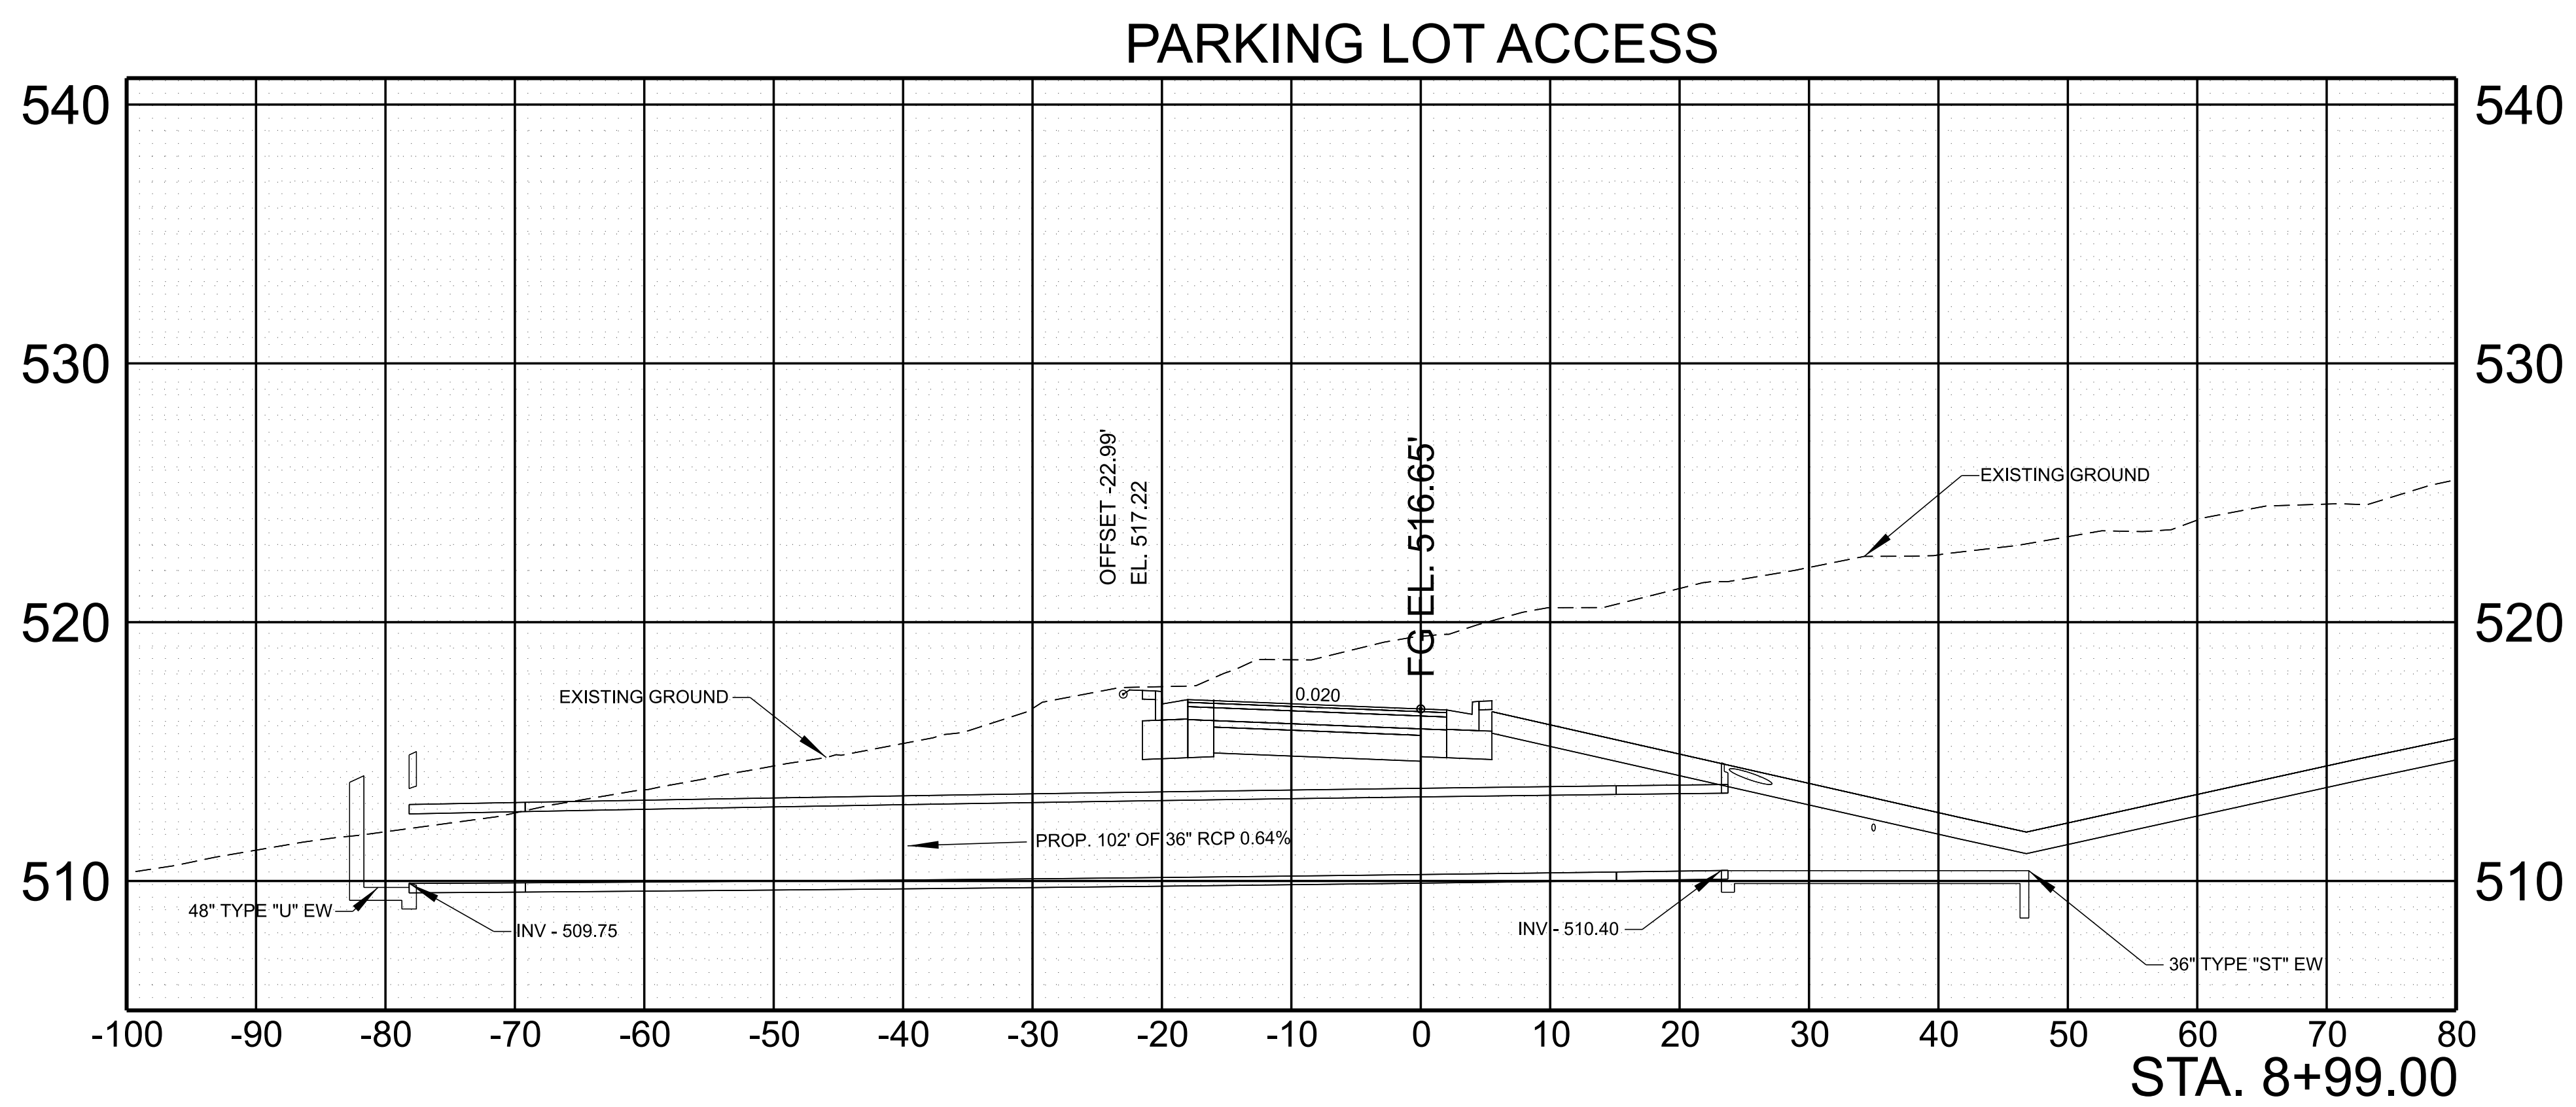 PARKING LOT ACCESS
540
540
530
530
OFFSET -22.99'
EL. 517.22
FG EL. 516.65'
EXISTING GROUND
520
520
EXISTING GROUND
0.020
PROP. 102' OF 36" RCP 0.64%
510
510
48" TYPE "U" EW
INV - 509.75
INV - 510.40
36" TYPE "ST" EW
-100 -90 -80 -70 -60 -50 -40 -30 -20 -10 0 10 20 30 40 50 60 70 80
STA. 8+99.00